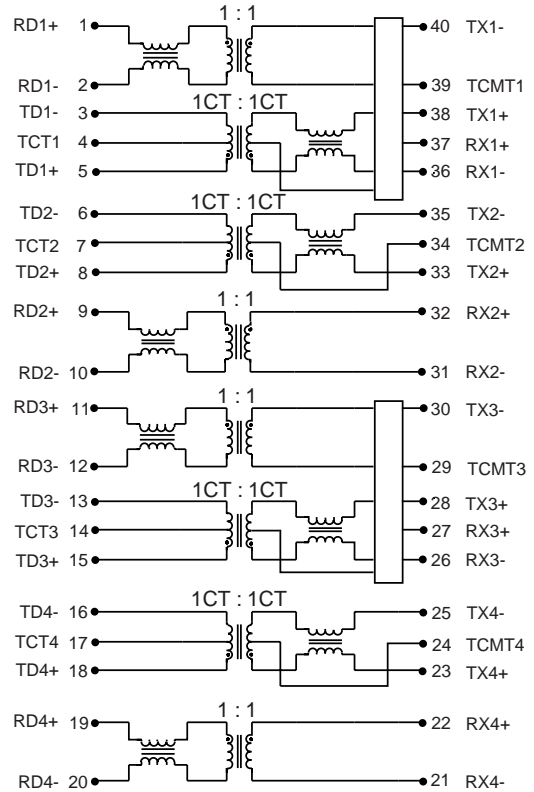 1 : 1
RD1+ 1 40 TX1-
RD1- 2 39 TCMT1
1CT : 1CT
TD1- 3 38 TX1+
TCT1 4 37 RX1+
TD1+ 5 36 RX1-
1CT : 1CT
TD2- 6 35 TX2-
TCT2 7 34 TCMT2
TD2+ 8 33 TX2+
1 : 1
RD2+ 9 32 RX2+
RD2- 10 31 RX2-
1 : 1
RD3+ 11 30 TX3-
RD3- 12 29 TCMT3
1CT : 1CT
TD3- 13 28 TX3+
TCT3 14 27 RX3+
TD3+ 15 26 RX3-
1CT : 1CT
TD4- 16 25 TX4-
TCT4 17 24 TCMT4
TD4+ 18 23 TX4+
1 : 1
RD4+ 19 22 RX4+
RD4- 20 21 RX4-